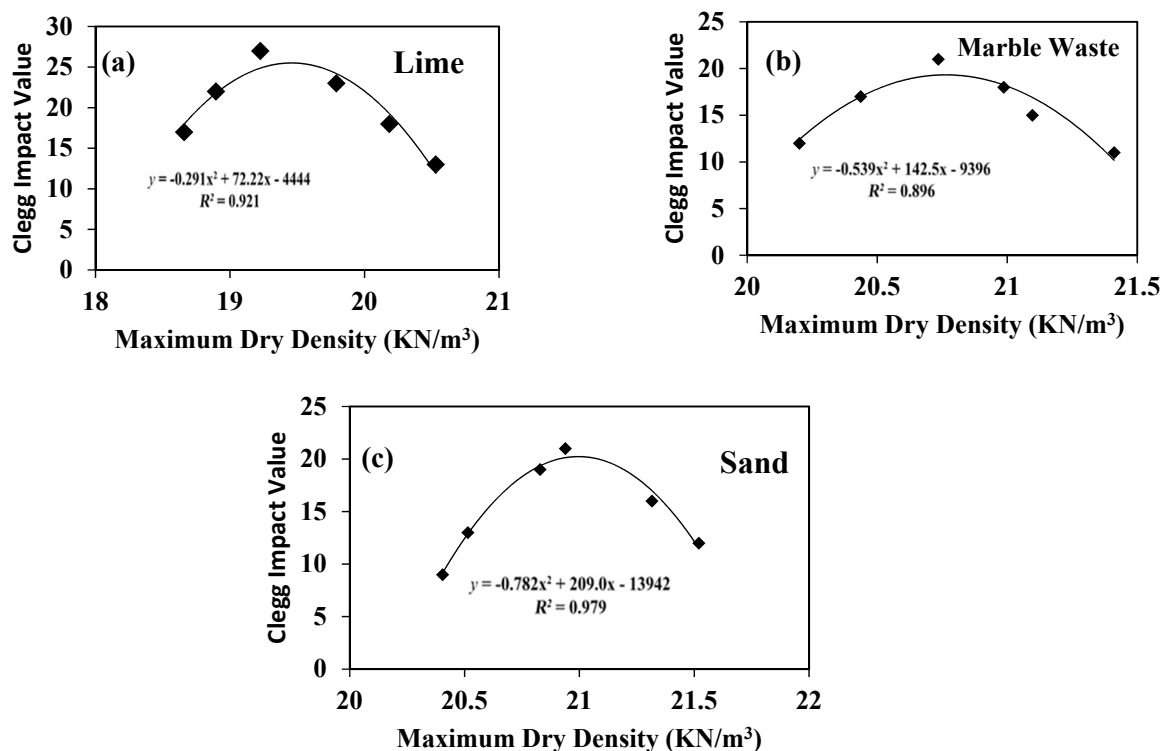 (a)
Lime
Clegg Impact Value
30
25
20
15
10
5
0
y = -0.291x² + 72.22x - 4444
R² = 0.921
18 19 20 21
Maximum Dry Density (KN/m³)
(b)
Marble Waste
Clegg Impact Value
25
20
15
10
5
0
y = -0.539x² + 142.5x - 9396
R² = 0.896
20 20.5 21 21.5
Maximum Dry Density (KN/m³)
(c)
Sand
Clegg Impact Value
25
20
15
10
5
0
y = -0.782x² + 209.0x - 13942
R² = 0.979
20 20.5 21 21.5 22
Maximum Dry Density (KN/m³)